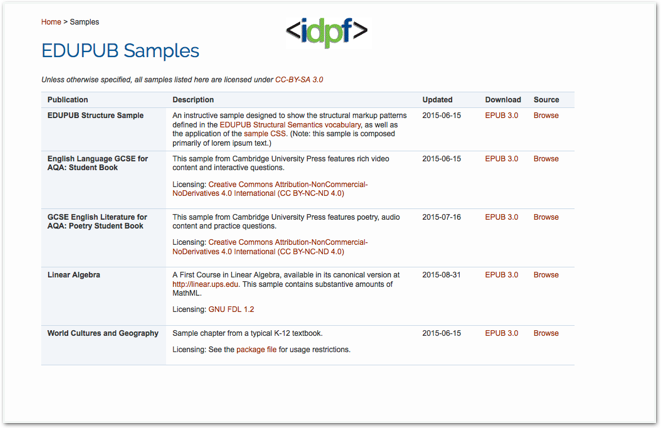 Home > Samples
<idpf>
EDUPUB Samples
Unless otherwise specified, all samples listed here are licensed under CC-BY-SA 3.0
Publication Description Updated Download Source
EDUPUB Structure Sample An instructive sample designed to show the structural markup patterns 2015-06-15 EPUB 3.0 Browse
defined in the EDUPUB Structural Semantics vocabulary, as well as
the application of the sample CSS. (Note: this sample is composed
primarily of lorem ipsum text.)
English Language GCSE for This sample from Cambridge University Press features rich video 2015-06-15 EPUB 3.0 Browse
AQA: Student Book content and interactive questions.
Licensing: Creative Commons Attribution-NonCommercial-
NoDerivatives 4.0 International (CC BY-NC-ND 4.0)
GCSE English Literature for This sample from Cambridge University Press features poetry, audio 2015-07-16 EPUB 3.0 Browse
AQA: Poetry Student Book content and practice questions.
Licensing: Creative Commons Attribution-NonCommercial-
NoDerivatives 4.0 International (CC BY-NC-ND 4.0)
Linear Algebra A First Course in Linear Algebra, available in its canonical version at 2015-08-31 EPUB 3.0 Browse
http://linear.ups.edu. This sample contains substantive amounts of
MathML.
Licensing: GNU FDL 1.2
World Cultures and Geography Sample chapter from a typical K-12 textbook. 2015-06-15 EPUB 3.0 Browse
Licensing: See the package file for usage restrictions.